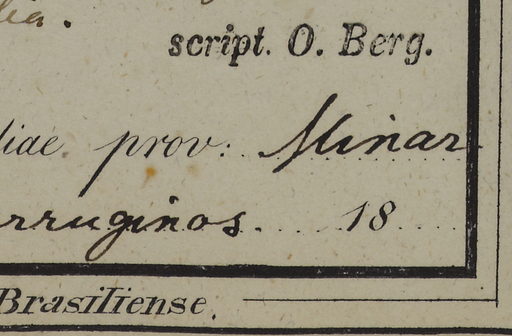 script. O. Berg.
liae prov: Minar
rruginos. 18
Brasiliense.